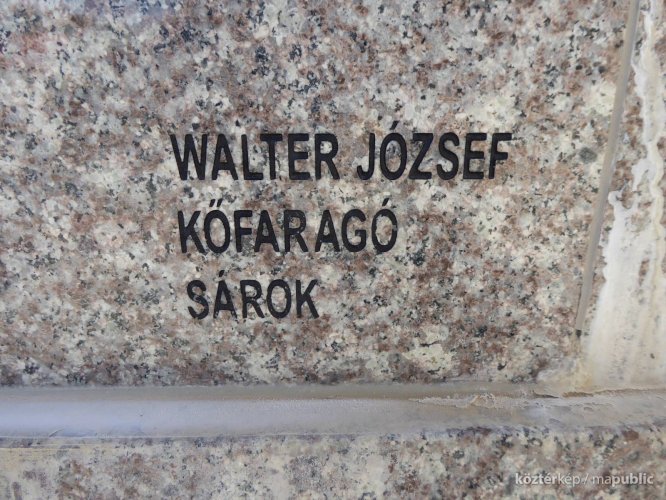 WALTER JÓZSEF
KŐFARAGÓ
SÁROK
köztérkép / mapublic